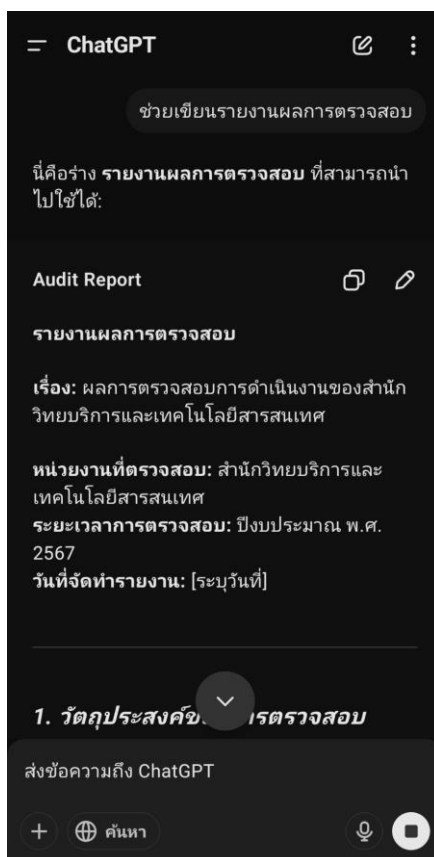 ChatGPT
ช่วยเขียนรายงานผลการตรวจสอบ
นี่คือร่าง รายงานผลการตรวจสอบ ที่สามารถนำ
ไปใช้ได้:
Audit Report
รายงานผลการตรวจสอบ
เรื่อง: ผลการตรวจสอบการดำเนินงานของสำนัก
วิทยบริการและเทคโนโลยีสารสนเทศ
หน่วยงานที่ตรวจสอบ: สำนักวิทยบริการและ
เทคโนโลยีสารสนเทศ
ระยะเวลาการตรวจสอบ: ปีงบประมาณ พ.ศ.
2567
วันที่จัดทำรายงาน: [ระบุวันที่]
1. วัตถุประสงค์ข ารตรวจสอบ
ส่งข้อความถึง ChatGPT
ค้นหา